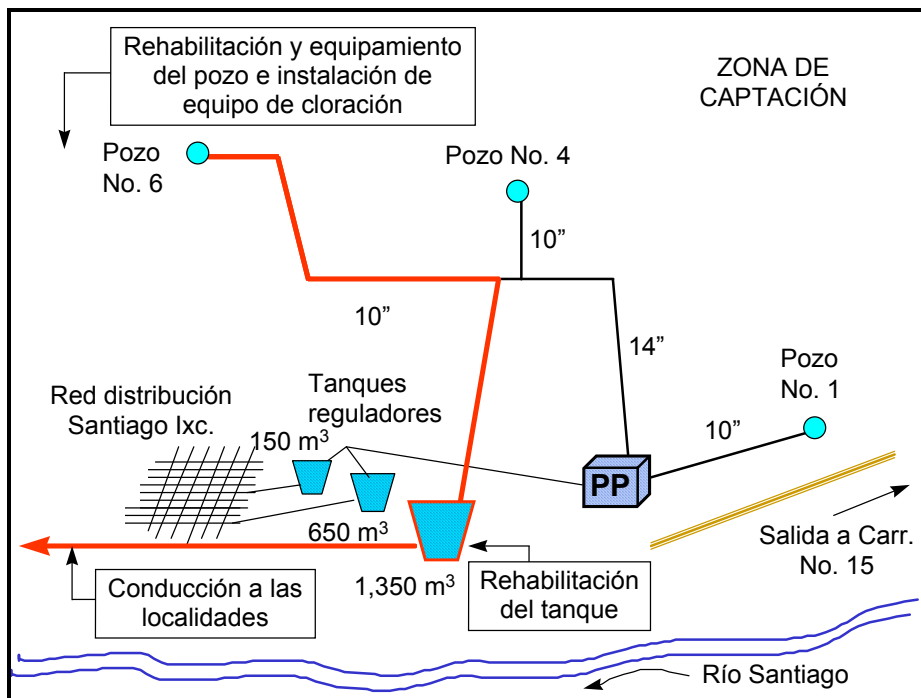 Rehabilitación y equipamiento
del pozo e instalación de
equipo de cloración
ZONA DE
CAPTACIÓN
Pozo
No. 6
Pozo No. 4
10”
10”
14”
Pozo
No. 1
10”
Red distribución
Santiago Ixc.
Tanques
reguladores
150 m³
PP
650 m³
Salida a Carr.
No. 15
1,350 m³
Conducción a las
localidades
Rehabilitación
del tanque
Río Santiago